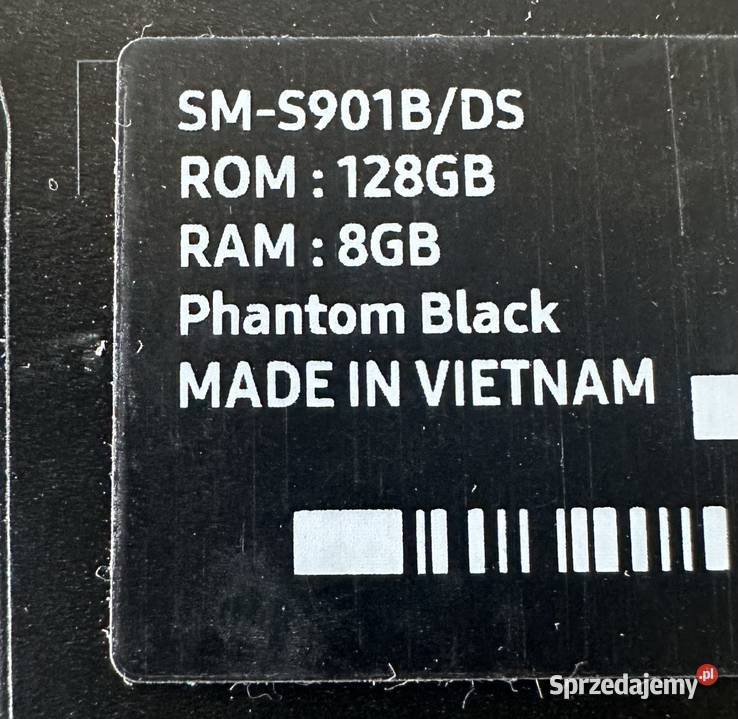 SM-S901B/DS
ROM : 128GB
RAM : 8GB
Phantom Black
MADE IN VIETNAM
Sprzedajemy.pl